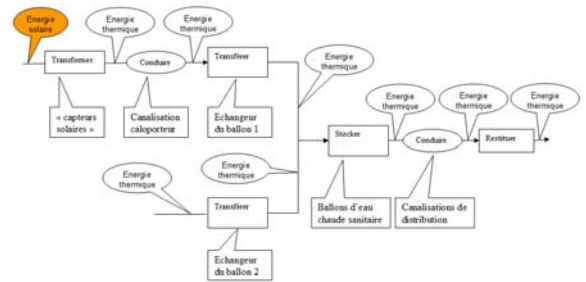 Energie
solaire
Energie
thermique
Energie
thermique
Transformer
Conduire
Transférer
« capteurs
solaires »
Canalisation
caloporteur
Echangeur
du ballon 1
Energie
thermique
Energie
thermique
Energie
thermique
Transférer
Echangeur
du ballon 2
Energie
thermique
Energie
thermique
Energie
thermique
Stocker
Conduire
Restituer
Ballons d'eau
chaude sanitaire
Canalisations de
distribution